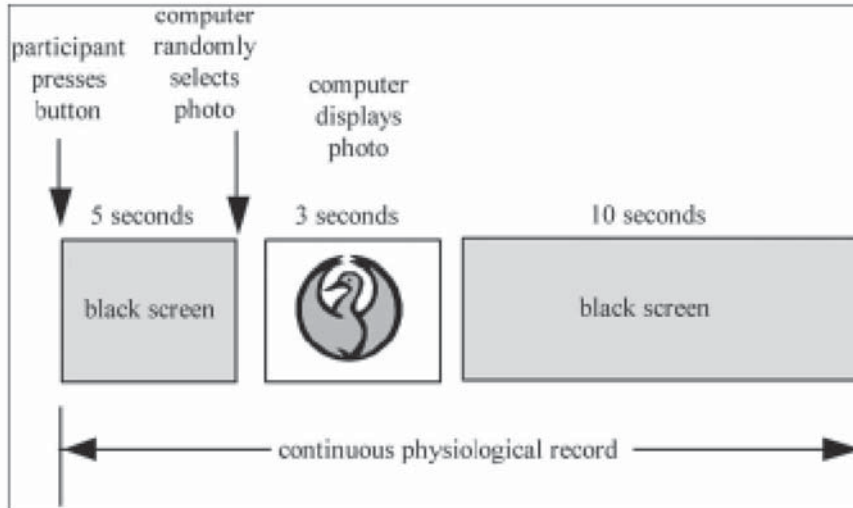 participant
presses
button
computer
randomly
selects
photo
computer
displays
photo
5 seconds
3 seconds
10 seconds
black screen
black screen
continuous physiological record